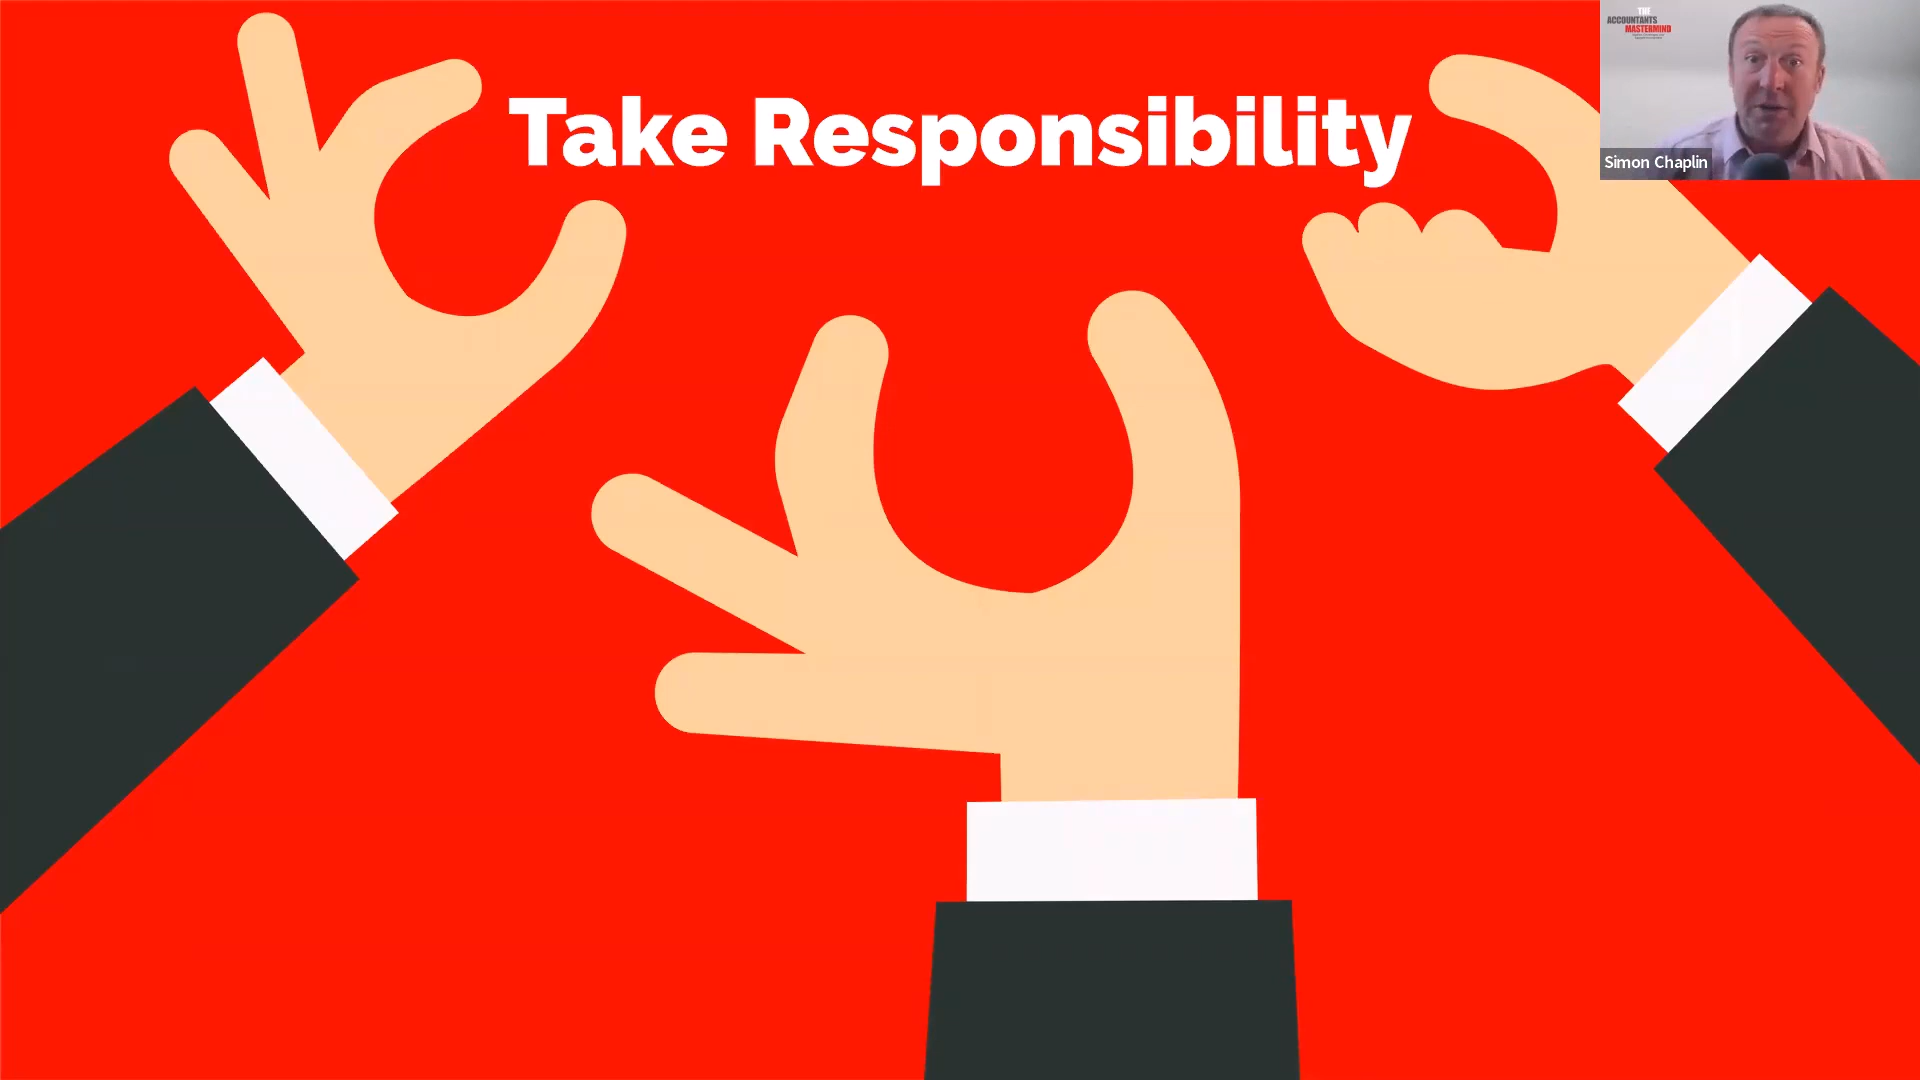 Take Responsibility
THE
ACCOUNTANTS
MASTERMIND
Simon Chaplin